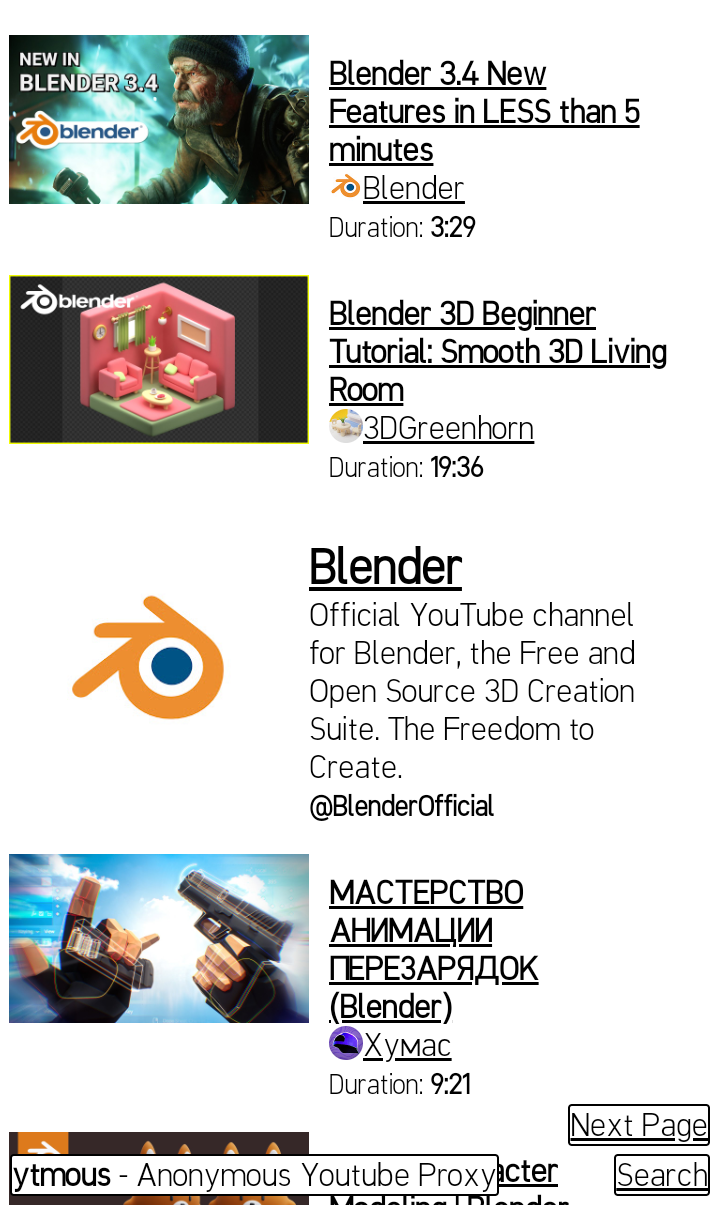 NEW IN
BLENDER 3.4
blender
Blender 3.4 New
Features in LESS than 5
minutes
Blender
Duration: 3:29
blender
Blender 3D Beginner
Tutorial: Smooth 3D Living
Room
3DGreenhorn
Duration: 19:36
Blender
Official YouTube channel
for Blender, the Free and
Open Source 3D Creation
Suite. The Freedom to
Create.
@BlenderOfficial
МАСТЕРСТВО
АНИМАЦИИ
ПЕРЕЗАРЯДОК
(Blender)
Хумас
Duration: 9:21
Next Page
ytmous - Anonymous Youtube Proxy
Search
Modeling | Blender